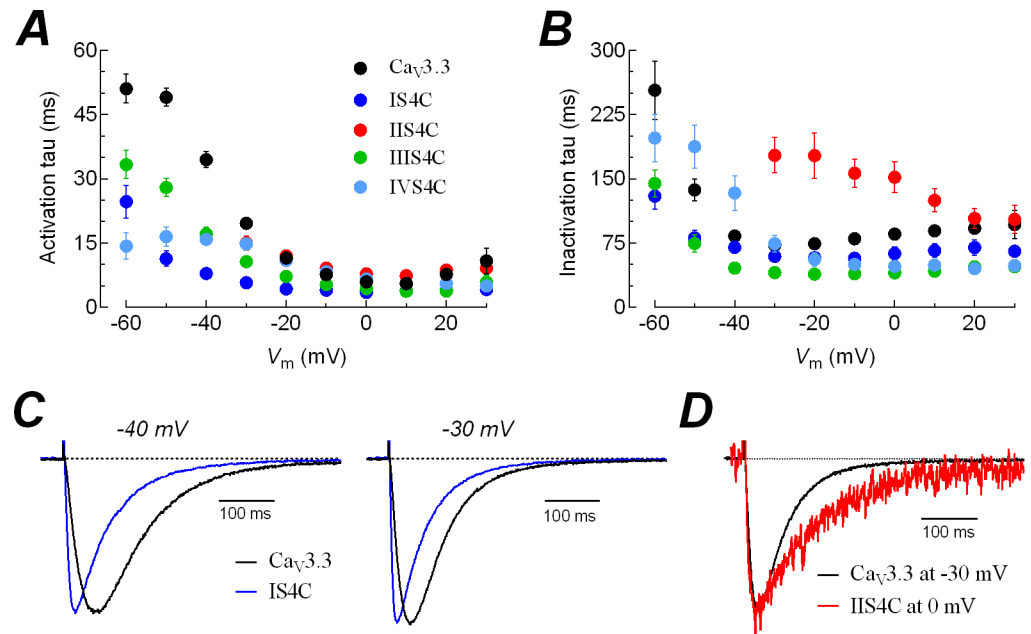 A
Activation tau (ms)
60
45
30
15
0
-60 -40 -20 0 20
Vm (mV)
CaV3.3
IS4C
IIS4C
IIIS4C
IVS4C
B
Inactivation tau (ms)
300
225
150
75
0
-60 -40 -20 0 20
Vm (mV)
C
-40 mV
-30 mV
100 ms
100 ms
CaV3.3
IS4C
D
100 ms
CaV3.3 at -30 mV
IIS4C at 0 mV